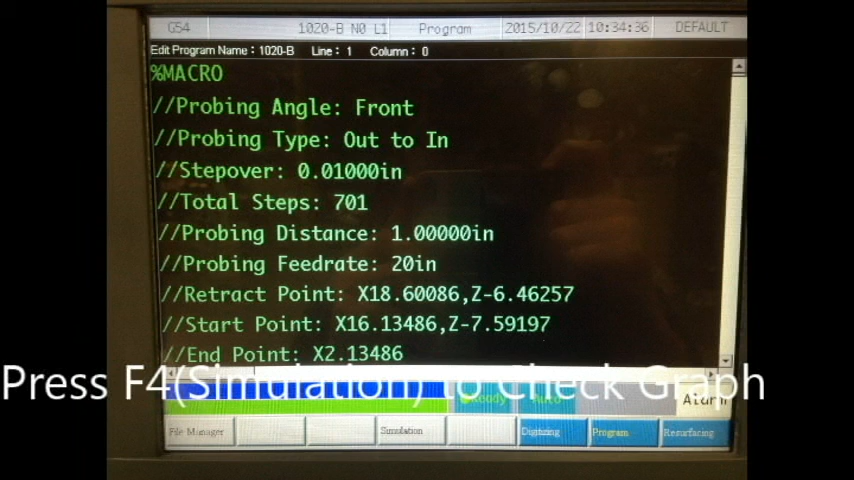 G54 1020-B N0 L1 Program 2015/10/22 10:34:36 DEFAULT
Edit Program Name : 1020-B Line : 1 Column : 0
%MACRO
//Probing Angle: Front
//Probing Type: Out to In
//Stepover: 0.01000in
//Total Steps: 701
//Probing Distance: 1.00000in
//Probing Feedrate: 20in
//Retract Point: X18.60086,Z-6.46257
//Start Point: X16.13486,Z-7.59197
//End Point: X2.13486
Press F4(Simulation) to Check Graph
Ready Auto Alarm
File Manager Simulation Digitizing Program Resurfacing